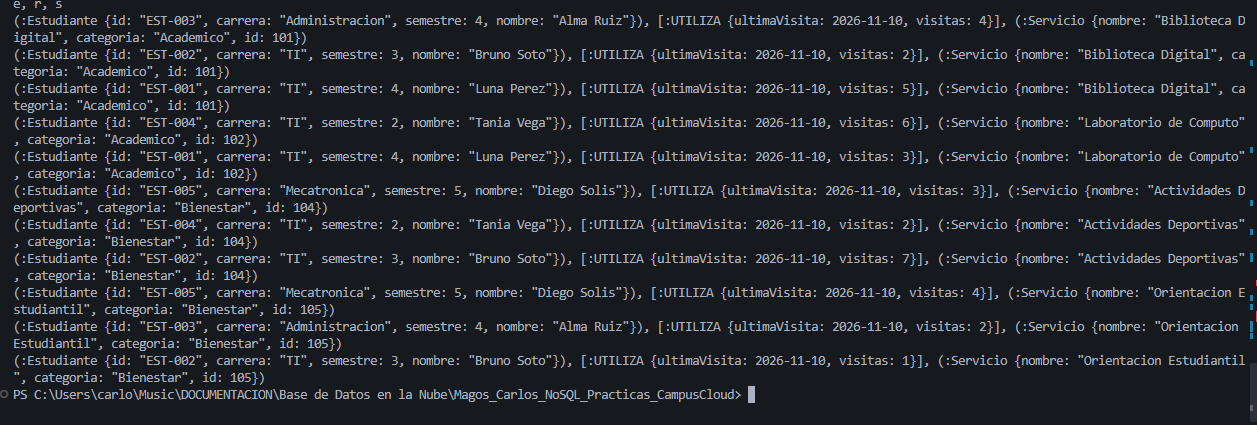 e, r, s
(:Estudiante {id: "EST-003", carrera: "Administracion", semestre: 4, nombre: "Alma Ruiz"}), [:UTILIZA {ultimaVisita: 2026-11-10, visitas: 4}], (:Servicio {nombre: "Biblioteca D
igital", categoria: "Academico", id: 101})
(:Estudiante {id: "EST-002", carrera: "TI", semestre: 3, nombre: "Bruno Soto"}), [:UTILIZA {ultimaVisita: 2026-11-10, visitas: 2}], (:Servicio {nombre: "Biblioteca Digital", ca
tegoria: "Academico", id: 101})
(:Estudiante {id: "EST-001", carrera: "TI", semestre: 4, nombre: "Luna Perez"}), [:UTILIZA {ultimaVisita: 2026-11-10, visitas: 5}], (:Servicio {nombre: "Biblioteca Digital", ca
tegoria: "Academico", id: 101})
(:Estudiante {id: "EST-004", carrera: "TI", semestre: 2, nombre: "Tania Vega"}), [:UTILIZA {ultimaVisita: 2026-11-10, visitas: 6}], (:Servicio {nombre: "Laboratorio de Computo"
, categoria: "Academico", id: 102})
(:Estudiante {id: "EST-001", carrera: "TI", semestre: 4, nombre: "Luna Perez"}), [:UTILIZA {ultimaVisita: 2026-11-10, visitas: 3}], (:Servicio {nombre: "Laboratorio de Computo"
, categoria: "Academico", id: 102})
(:Estudiante {id: "EST-005", carrera: "Mecatronica", semestre: 5, nombre: "Diego Solis"}), [:UTILIZA {ultimaVisita: 2026-11-10, visitas: 3}], (:Servicio {nombre: "Actividades D
eportivas", categoria: "Bienestar", id: 104})
(:Estudiante {id: "EST-004", carrera: "TI", semestre: 2, nombre: "Tania Vega"}), [:UTILIZA {ultimaVisita: 2026-11-10, visitas: 2}], (:Servicio {nombre: "Actividades Deportivas"
, categoria: "Bienestar", id: 104})
(:Estudiante {id: "EST-002", carrera: "TI", semestre: 3, nombre: "Bruno Soto"}), [:UTILIZA {ultimaVisita: 2026-11-10, visitas: 7}], (:Servicio {nombre: "Actividades Deportivas"
, categoria: "Bienestar", id: 104})
(:Estudiante {id: "EST-005", carrera: "Mecatronica", semestre: 5, nombre: "Diego Solis"}), [:UTILIZA {ultimaVisita: 2026-11-10, visitas: 4}], (:Servicio {nombre: "Orientacion E
studiantil", categoria: "Bienestar", id: 105})
(:Estudiante {id: "EST-003", carrera: "Administracion", semestre: 4, nombre: "Alma Ruiz"}), [:UTILIZA {ultimaVisita: 2026-11-10, visitas: 2}], (:Servicio {nombre: "Orientacion
Estudiantil", categoria: "Bienestar", id: 105})
(:Estudiante {id: "EST-002", carrera: "TI", semestre: 3, nombre: "Bruno Soto"}), [:UTILIZA {ultimaVisita: 2026-11-10, visitas: 1}], (:Servicio {nombre: "Orientacion Estudiantil
", categoria: "Bienestar", id: 105})
PS C:\Users\carlo\Music\DOCUMENTACION\Base de Datos en la Nube\Magos_Carlos_NoSQL_Practicas_CampusCloud>